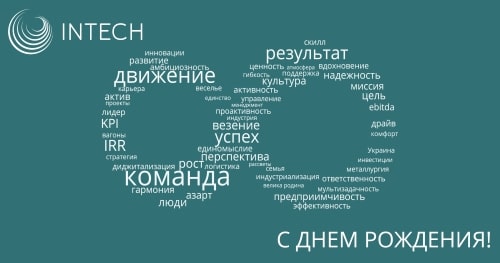 INTECH
скилл
инновации
результат
развитие
амбициозность
ценность
атмосфера
вдохновение
движение
гибкость
поддержка
надежность
культура
миссия
карьера
веселье
актив
активность
цель
проекты
единство
управление
менеджмент
ebitda
лидер
проактивность
индустрия
KPI
везение
драйв
вагоны
успех
комфорт
IRR
единомыслие
Украина
стратегия
перспектива
инвестиции
диджитализация
рост
логистика
рассветы
семья
металлургия
команда
индустриализация
ответственность
гармония
велика родина
мультизадачность
азарт
предприимчивость
люди
эффективность
С ДНЕМ РОЖДЕНИЯ!